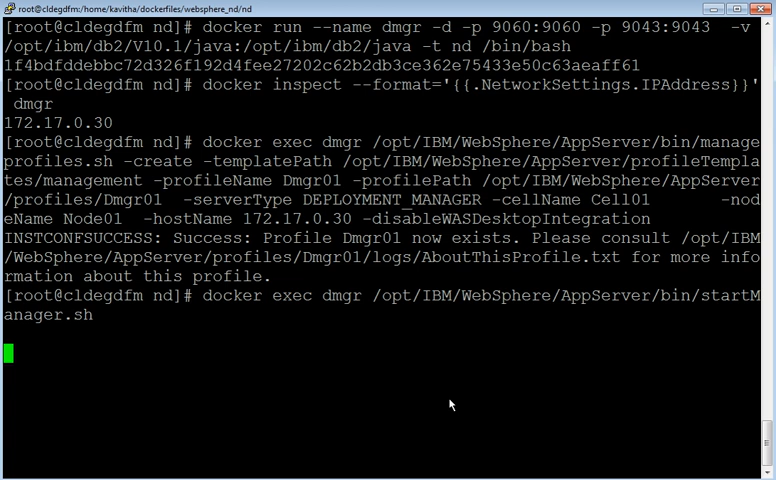 root@cldegdfm:/home/kavitha/dockerfiles/websphere_nd/nd
[root@cldegdfm nd]# docker run --name dmgr -d -p 9060:9060 -p 9043:9043  -v
/opt/ibm/db2/V10.1/java:/opt/ibm/db2/java -t nd /bin/bash
1f4bdfddebbc72d326f192d4fee27202c62b2db3ce362e75433e50c63aeaff61
[root@cldegdfm nd]# docker inspect --format='{{.NetworkSettings.IPAddress}}'
 dmgr
172.17.0.30
[root@cldegdfm nd]# docker exec dmgr /opt/IBM/WebSphere/AppServer/bin/manage
profiles.sh -create -templatePath /opt/IBM/WebSphere/AppServer/profileTempla
tes/management -profileName Dmgr01 -profilePath /opt/IBM/WebSphere/AppServer
/profiles/Dmgr01  -serverType DEPLOYMENT_MANAGER -cellName Cell01      -nod
eName Node01  -hostName 172.17.0.30 -disableWASDesktopIntegration
INSTCONFSUCCESS: Success: Profile Dmgr01 now exists. Please consult /opt/IBM
/WebSphere/AppServer/profiles/Dmgr01/logs/AboutThisProfile.txt for more info
rmation about this profile.
[root@cldegdfm nd]# docker exec dmgr /opt/IBM/WebSphere/AppServer/bin/startM
anager.sh